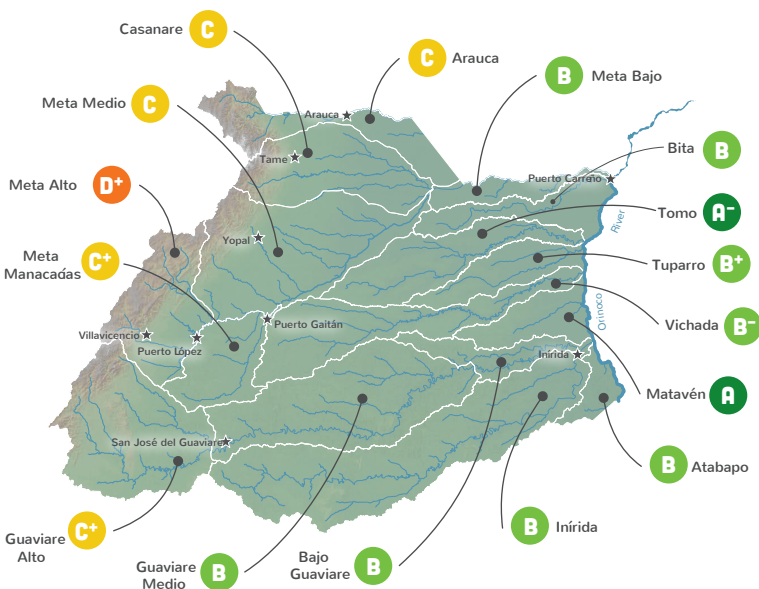 Casanare
C
C
Arauca
B
Meta Bajo
Meta Medio
C
Arauca
Bita
B
Tame
Puerto Carreño
Meta Alto
D+
Tomo
A-
River
Yopal
Meta
Manacacías
C+
Tuparro
B+
Orinoco
Vichada
B-
Puerto Gaitán
Villavicencio
Puerto López
Inírida
Matavén
A
San José del Guaviare
B
Atabapo
Guaviare
Alto
C+
B
Inírida
Guaviare
Medio
B
Bajo
Guaviare
B